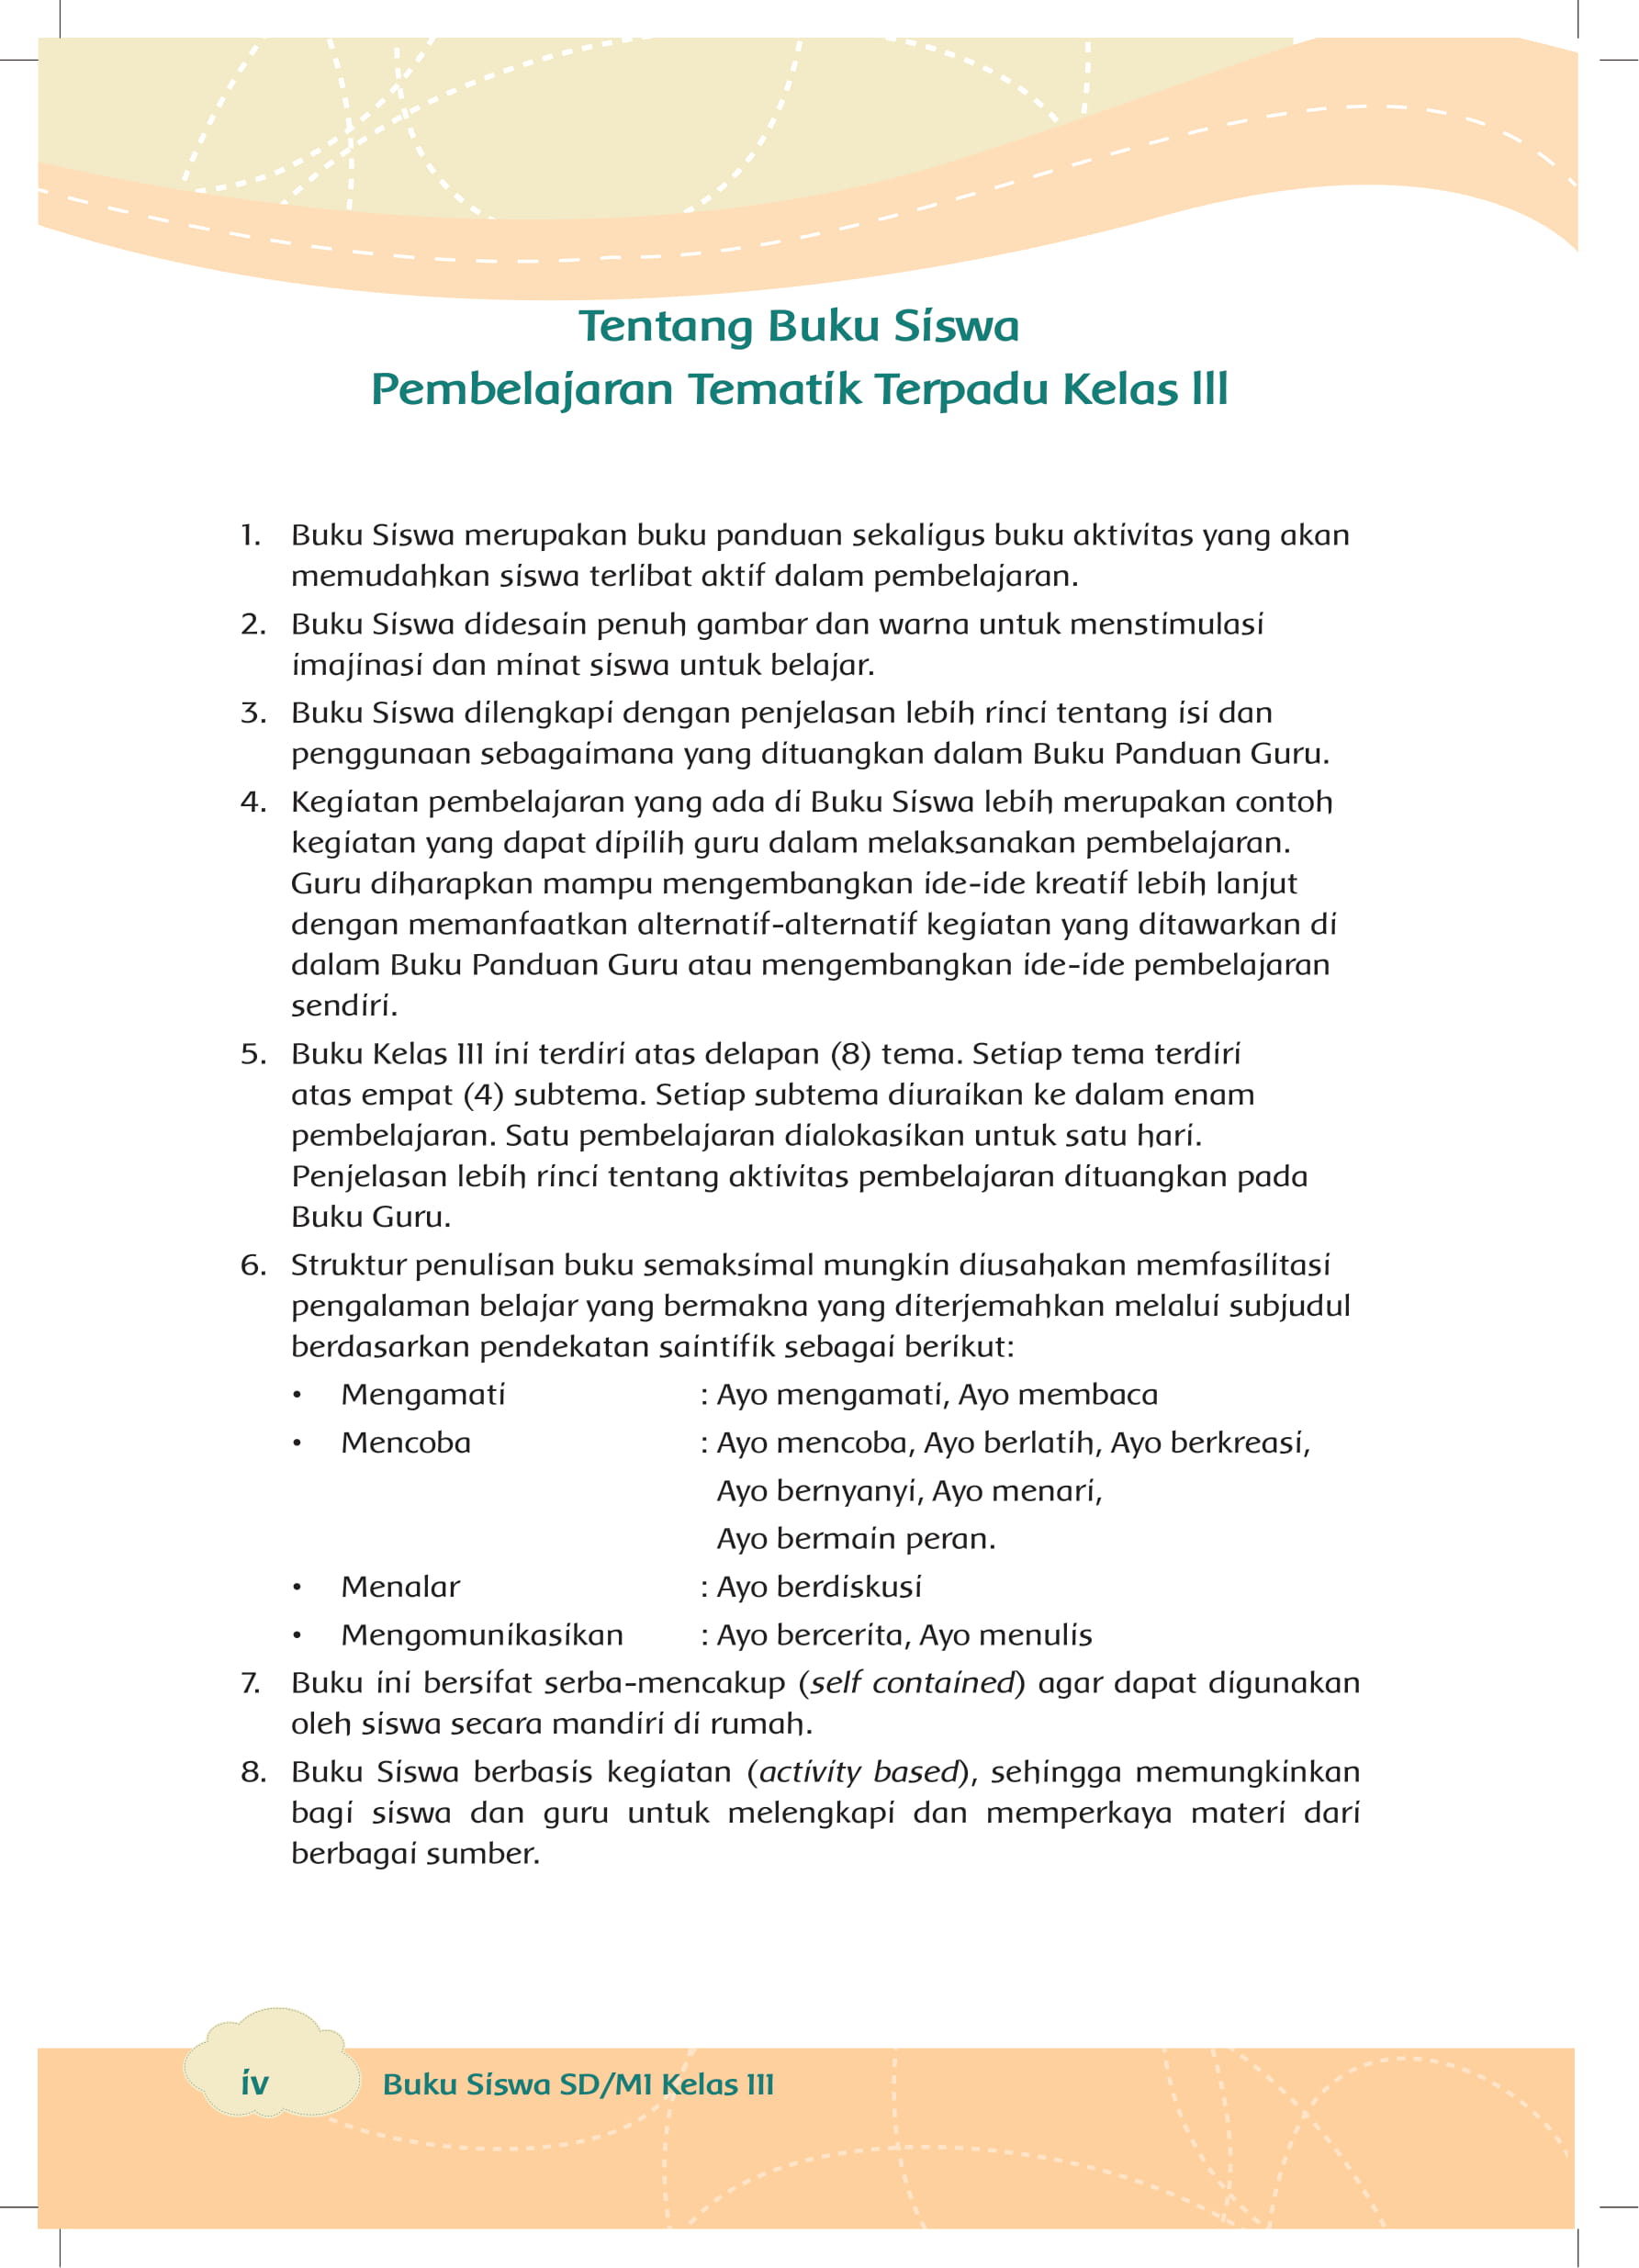 Tentang Buku Siswa
Pembelajaran Tematik Terpadu Kelas III
1. Buku Siswa merupakan buku panduan sekaligus buku aktivitas yang akan
memudahkan siswa terlibat aktif dalam pembelajaran.
2. Buku Siswa didesain penuh gambar dan warna untuk menstimulasi
imajinasi dan minat siswa untuk belajar.
3. Buku Siswa dilengkapi dengan penjelasan lebih rinci tentang isi dan
penggunaan sebagaimana yang dituangkan dalam Buku Panduan Guru.
4. Kegiatan pembelajaran yang ada di Buku Siswa lebih merupakan contoh
kegiatan yang dapat dipilih guru dalam melaksanakan pembelajaran.
Guru diharapkan mampu mengembangkan ide-ide kreatif lebih lanjut
dengan memanfaatkan alternatif-alternatif kegiatan yang ditawarkan di
dalam Buku Panduan Guru atau mengembangkan ide-ide pembelajaran
sendiri.
5. Buku Kelas III ini terdiri atas delapan (8) tema. Setiap tema terdiri
atas empat (4) subtema. Setiap subtema diuraikan ke dalam enam
pembelajaran. Satu pembelajaran dialokasikan untuk satu hari.
Penjelasan lebih rinci tentang aktivitas pembelajaran dituangkan pada
Buku Guru.
6. Struktur penulisan buku semaksimal mungkin diusahakan memfasilitasi
pengalaman belajar yang bermakna yang diterjemahkan melalui subjudul
berdasarkan pendekatan saintifik sebagai berikut:
• Mengamati : Ayo mengamati, Ayo membaca
• Mencoba : Ayo mencoba, Ayo berlatih, Ayo berkreasi,
Ayo bernyanyi, Ayo menari,
Ayo bermain peran.
• Menalar : Ayo berdiskusi
• Mengomunikasikan : Ayo bercerita, Ayo menulis
7. Buku ini bersifat serba-mencakup (self contained) agar dapat digunakan
oleh siswa secara mandiri di rumah.
8. Buku Siswa berbasis kegiatan (activity based), sehingga memungkinkan
bagi siswa dan guru untuk melengkapi dan memperkaya materi dari
berbagai sumber.
iv Buku Siswa SD/MI Kelas III